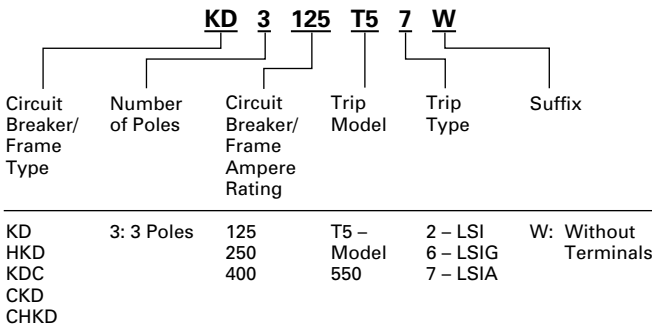 KD 3 125 T5 7 W
Circuit Breaker/ Frame Type
Number of Poles
Circuit Breaker/ Frame Ampere Rating
Trip Model
Trip Type
Suffix
KD
HKD
KDC
CKD
CHKD
3: 3 Poles
125
250
400
T5 –
Model
550
2 – LSI
6 – LSIG
7 – LSIA
W: Without
Terminals